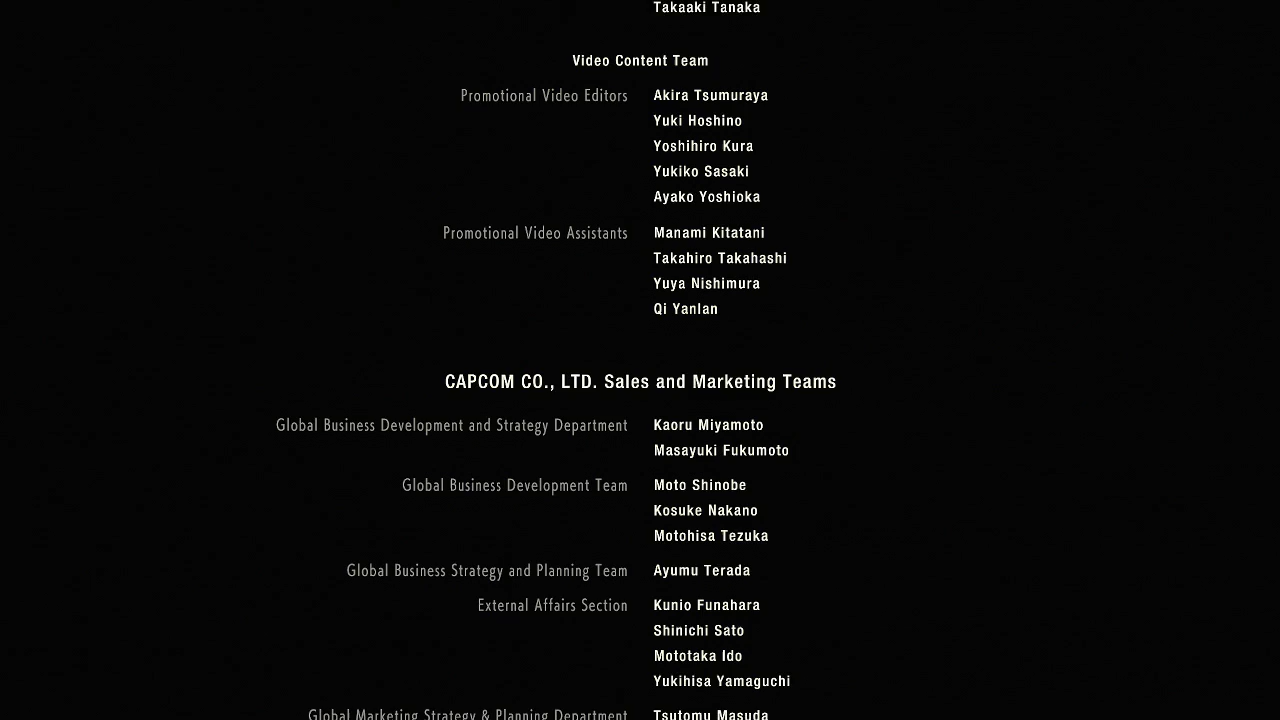 Takaaki Tanaka
Video Content Team
Promotional Video Editors Akira Tsumuraya
Yuki Hoshino
Yoshihiro Kura
Yukiko Sasaki
Ayako Yoshioka
Promotional Video Assistants Manami Kitatani
Takahiro Takahashi
Yuya Nishimura
Qi Yanlan
CAPCOM CO., LTD. Sales and Marketing Teams
Global Business Development and Strategy Department Kaoru Miyamoto
Masayuki Fukumoto
Global Business Development Team Moto Shinobe
Kosuke Nakano
Motohisa Tezuka
Global Business Strategy and Planning Team Ayumu Terada
External Affairs Section Kunio Funahara
Shinichi Sato
Mototaka Ido
Yukihisa Yamaguchi
Global Marketing Strategy & Planning Department Tsutomu Masuda